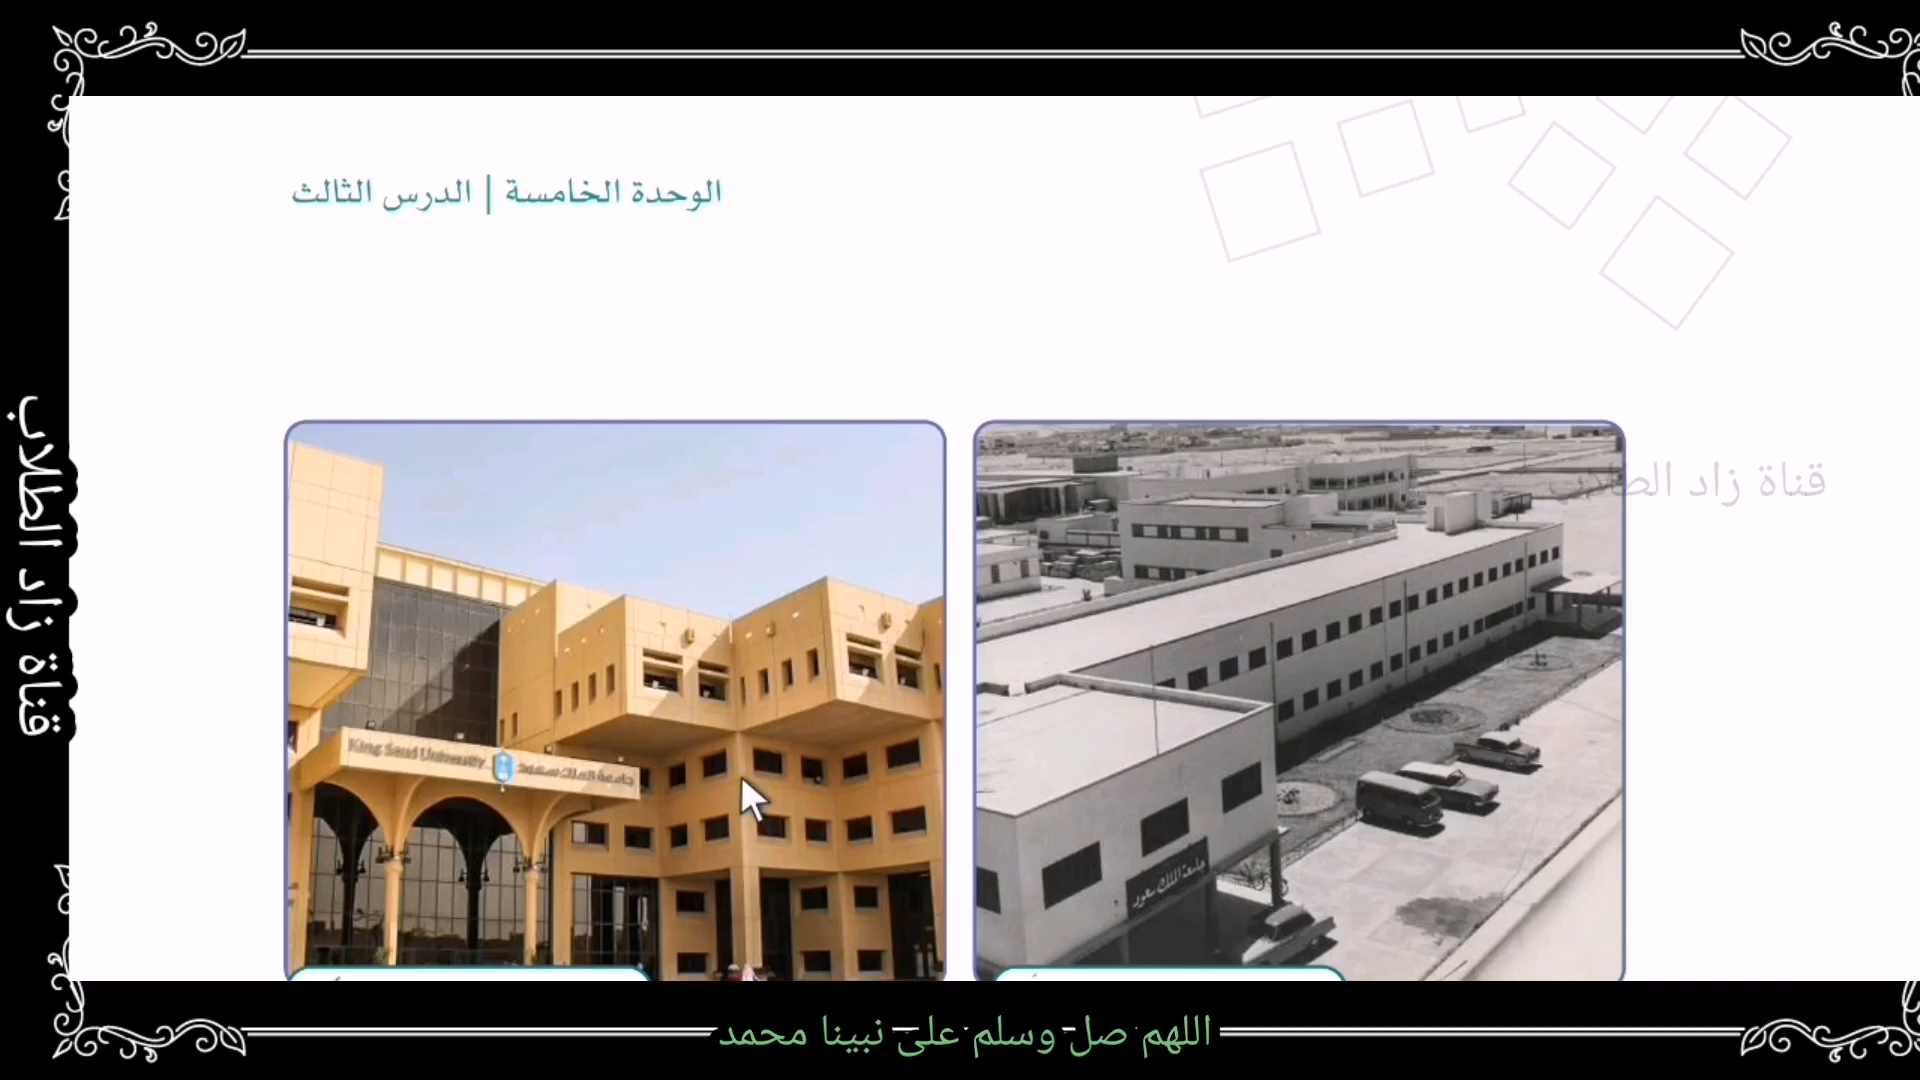 الوحدة الخامسة | الدرس الثالث
قناة زاد الطلاب
King Saud University جامعة الملك سعود
جامعة الملك سعود
قناة زاد الطلاب
اللهم صل وسلم على نبينا محمد